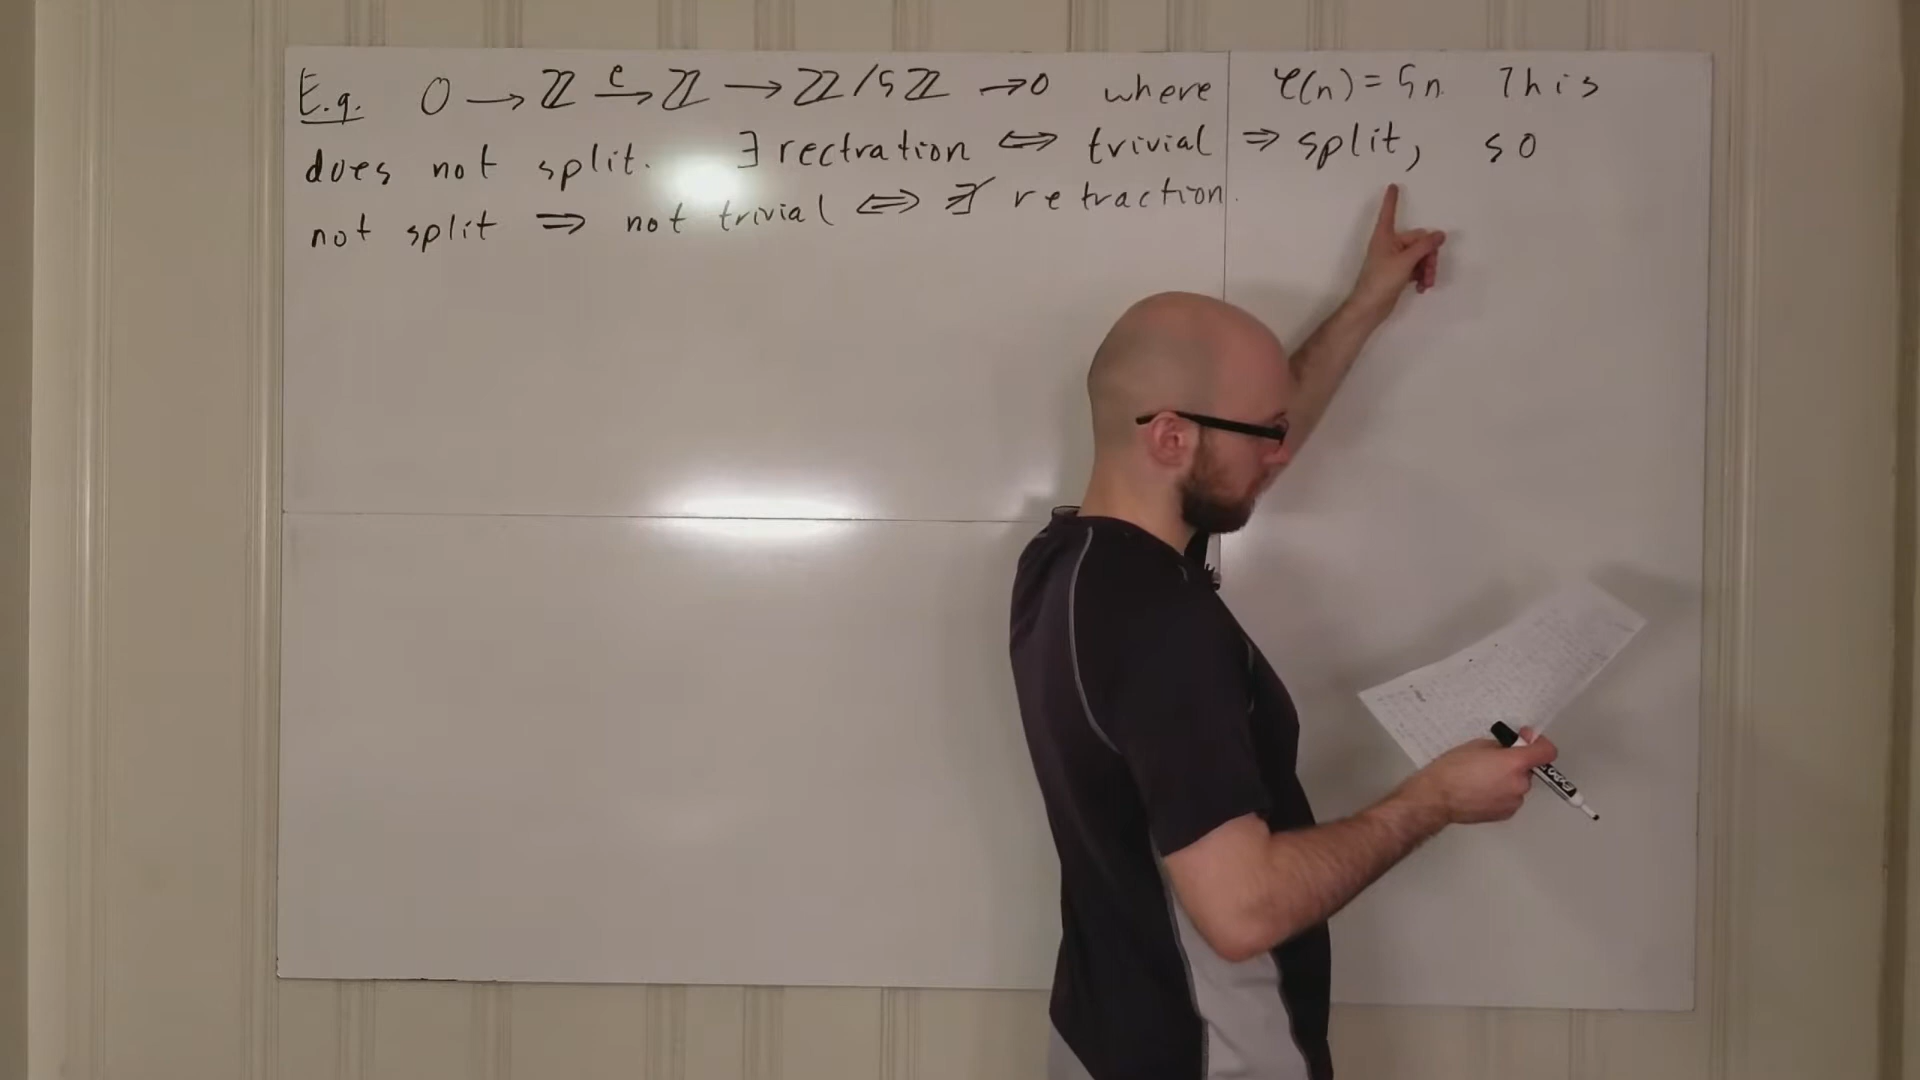 E.g. 0 → ℤ –φ→ ℤ → ℤ/5ℤ → 0 where φ(n) = 5n This
does not split. ∃ rectration ⇔ trivial ⇒ split, so
not split ⇒ not trivial ⇔ ∄ retraction.